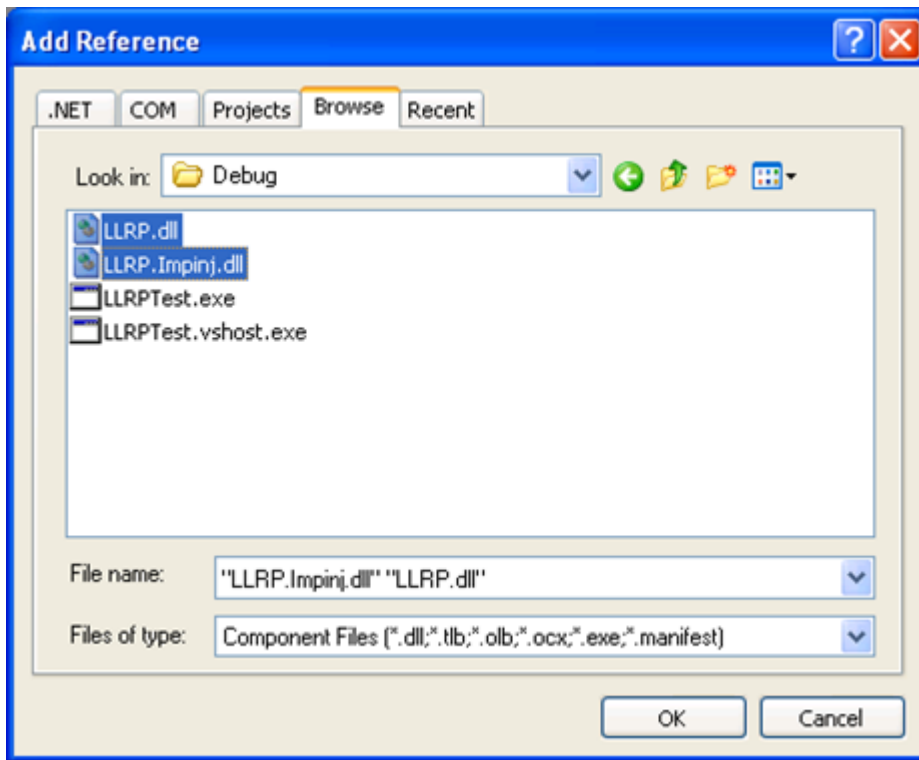 Add Reference
.NET COM Projects Browse Recent
Look in: Debug
LLRP.dll
LLRP.Impinj.dll
LLRPTest.exe
LLRPTest.vshost.exe
File name: "LLRP.Impinj.dll" "LLRP.dll"
Files of type: Component Files (*.dll;*.tlb;*.olb;*.ocx;*.exe;*.manifest)
OK Cancel